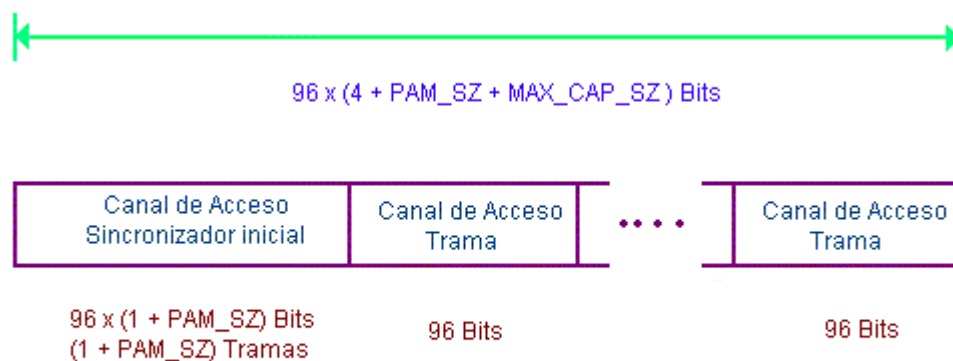 96 x (4 + PAM_SZ + MAX_CAP_SZ ) Bits
Canal de Acceso
Sincronizador inicial
Canal de Acceso
Trama
Canal de Acceso
Trama
96 x (1 + PAM_SZ) Bits
(1 + PAM_SZ) Tramas
96 Bits
96 Bits